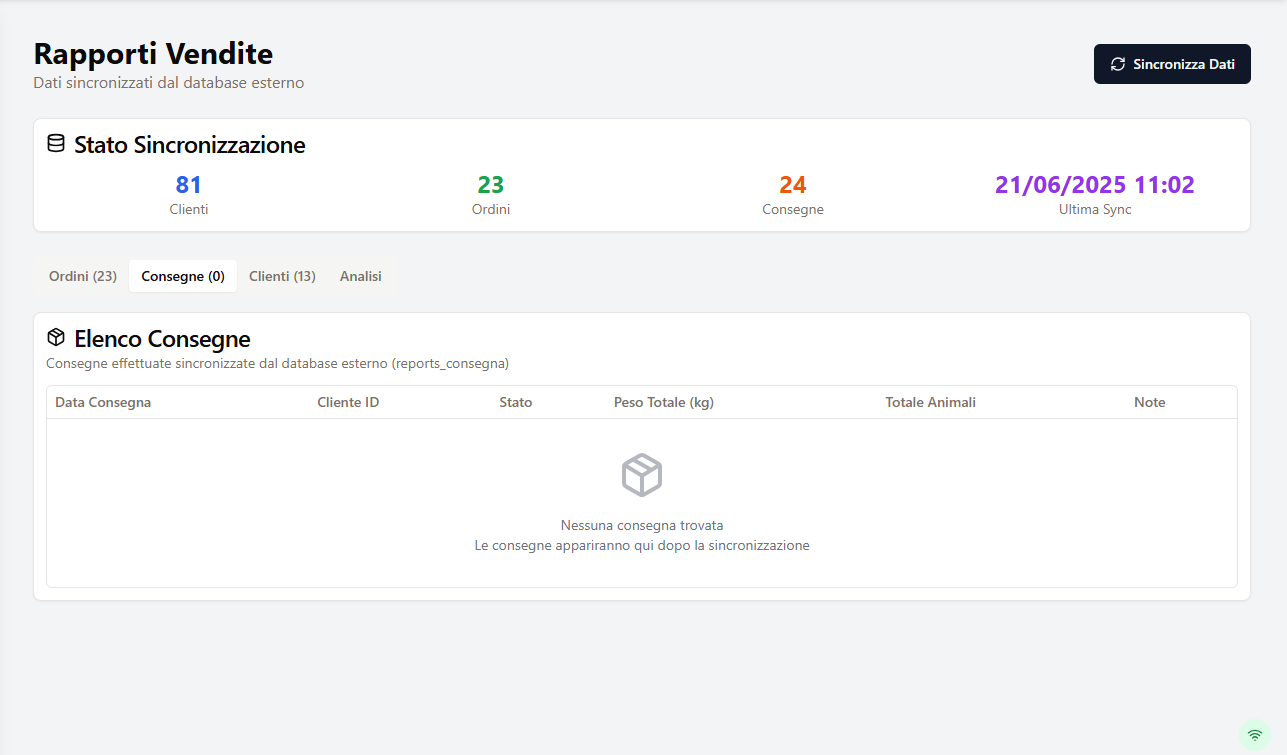 Rapporti Vendite
Dati sincronizzati dal database esterno
Sincronizza Dati
Stato Sincronizzazione
81 23 24 21/06/2025 11:02
Clienti Ordini Consegne Ultima Sync
Ordini (23) Consegne (0) Clienti (13) Analisi
Elenco Consegne
Consegne effettuate sincronizzate dal database esterno (reports_consegna)
Data Consegna Cliente ID Stato Peso Totale (kg) Totale Animali Note
Nessuna consegna trovata
Le consegne appariranno qui dopo la sincronizzazione